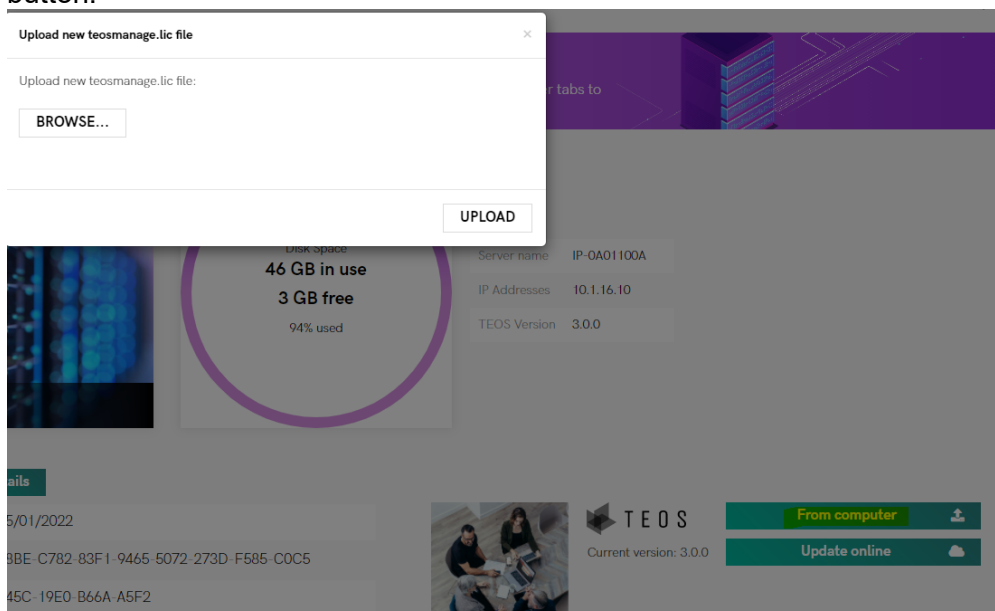 button.
Upload new teosmanage.lic file ×
Upload new teosmanage.lic file:
BROWSE...
UPLOAD
r tabs to
Disk Space
46 GB in use
3 GB free
94% used
Server name IP-0A01100A
IP Addresses 10.1.16.10
TEOS Version 3.0.0
ails
5/01/2022
8BE-C782-83F1-9465-5072-273D-F585-C0C5
45C-19E0-B66A-A5F2
TEOS
Current version: 3.0.0
From computer
Update online